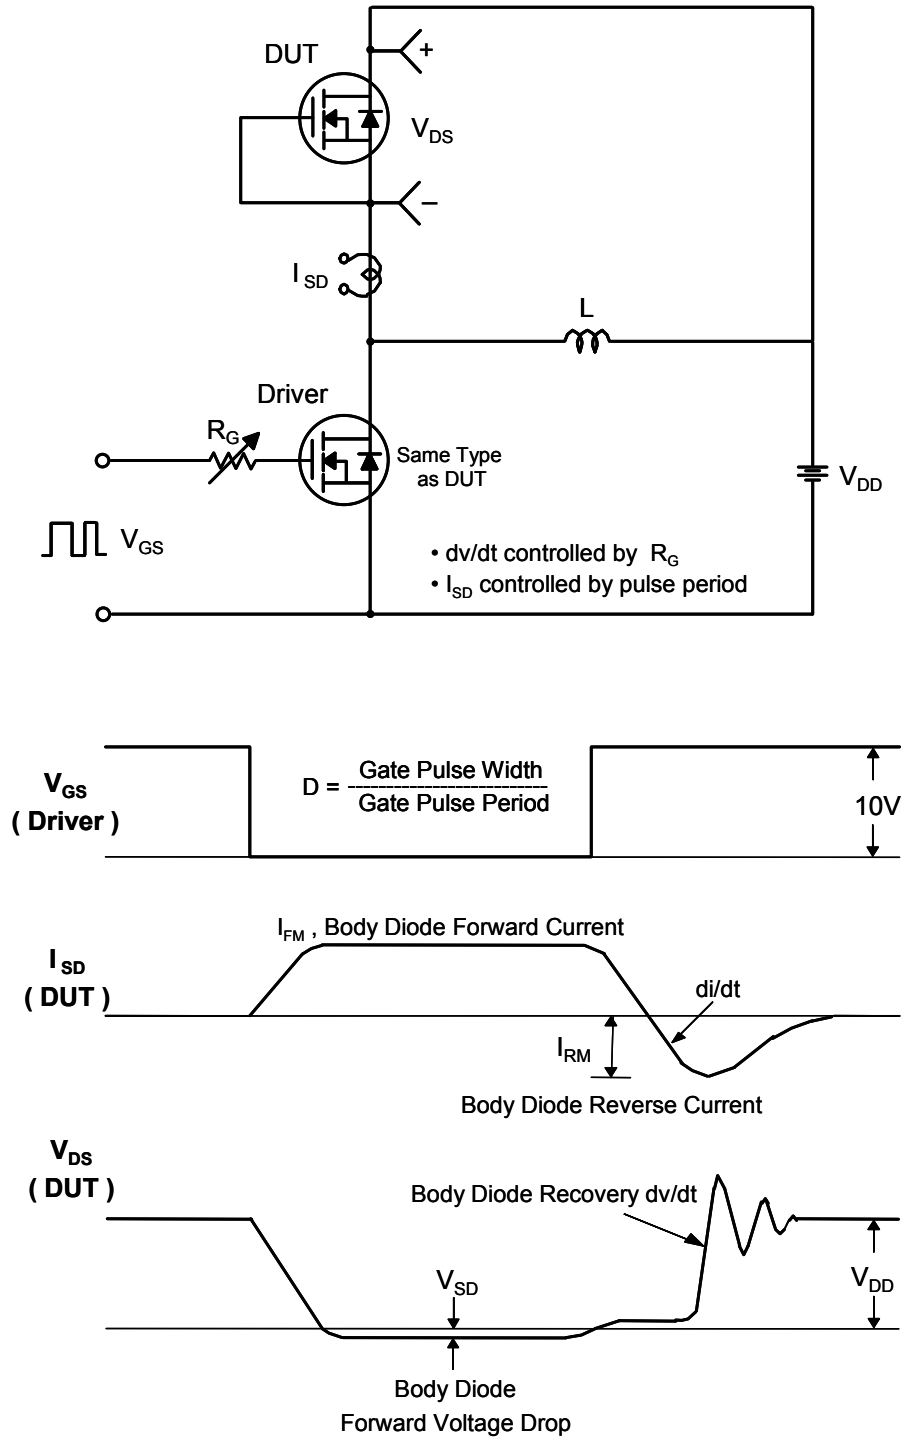 DUT
+
V_DS
−
I_SD
L
Driver
R_G
Same Type
as DUT
V_DD
V_GS
• dv/dt controlled by R_G
• I_SD controlled by pulse period
V_GS
( Driver )
D = Gate Pulse Width
Gate Pulse Period
10V
I_FM , Body Diode Forward Current
I_SD
( DUT )
di/dt
I_RM
Body Diode Reverse Current
V_DS
( DUT )
Body Diode Recovery dv/dt
V_SD
V_DD
Body Diode
Forward Voltage Drop